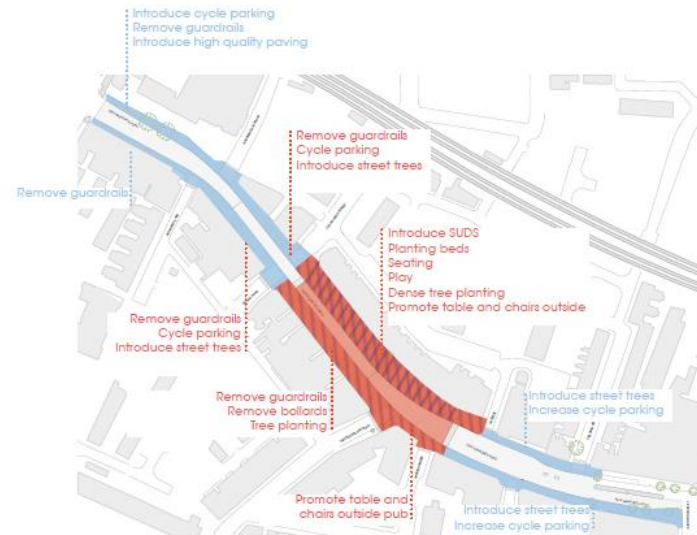 Introduce cycle parking
Remove guardrails
Introduce high quality paving
Remove guardrails
Cycle parking
Introduce street trees
Remove guardrails
Introduce SUDS
Planting beds
Seating
Play
Dense tree planting
Promote table and chairs outside
Remove guardrails
Cycle parking
Introduce street trees
Remove guardrails
Remove bollards
Tree planting
Introduce street trees
Increase cycle parking
Promote table and
chairs outside pub
Introduce street trees
Increase cycle parking